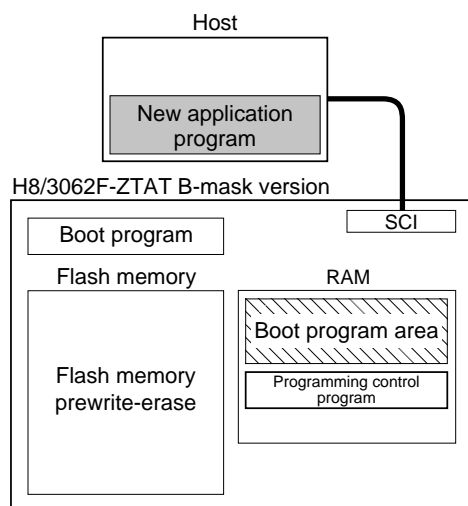 Host
New application
program
H8/3062F-ZTAT B-mask version
SCI
Boot program
Flash memory
RAM
Boot program area
Flash memory
prewrite-erase
Programming control
program